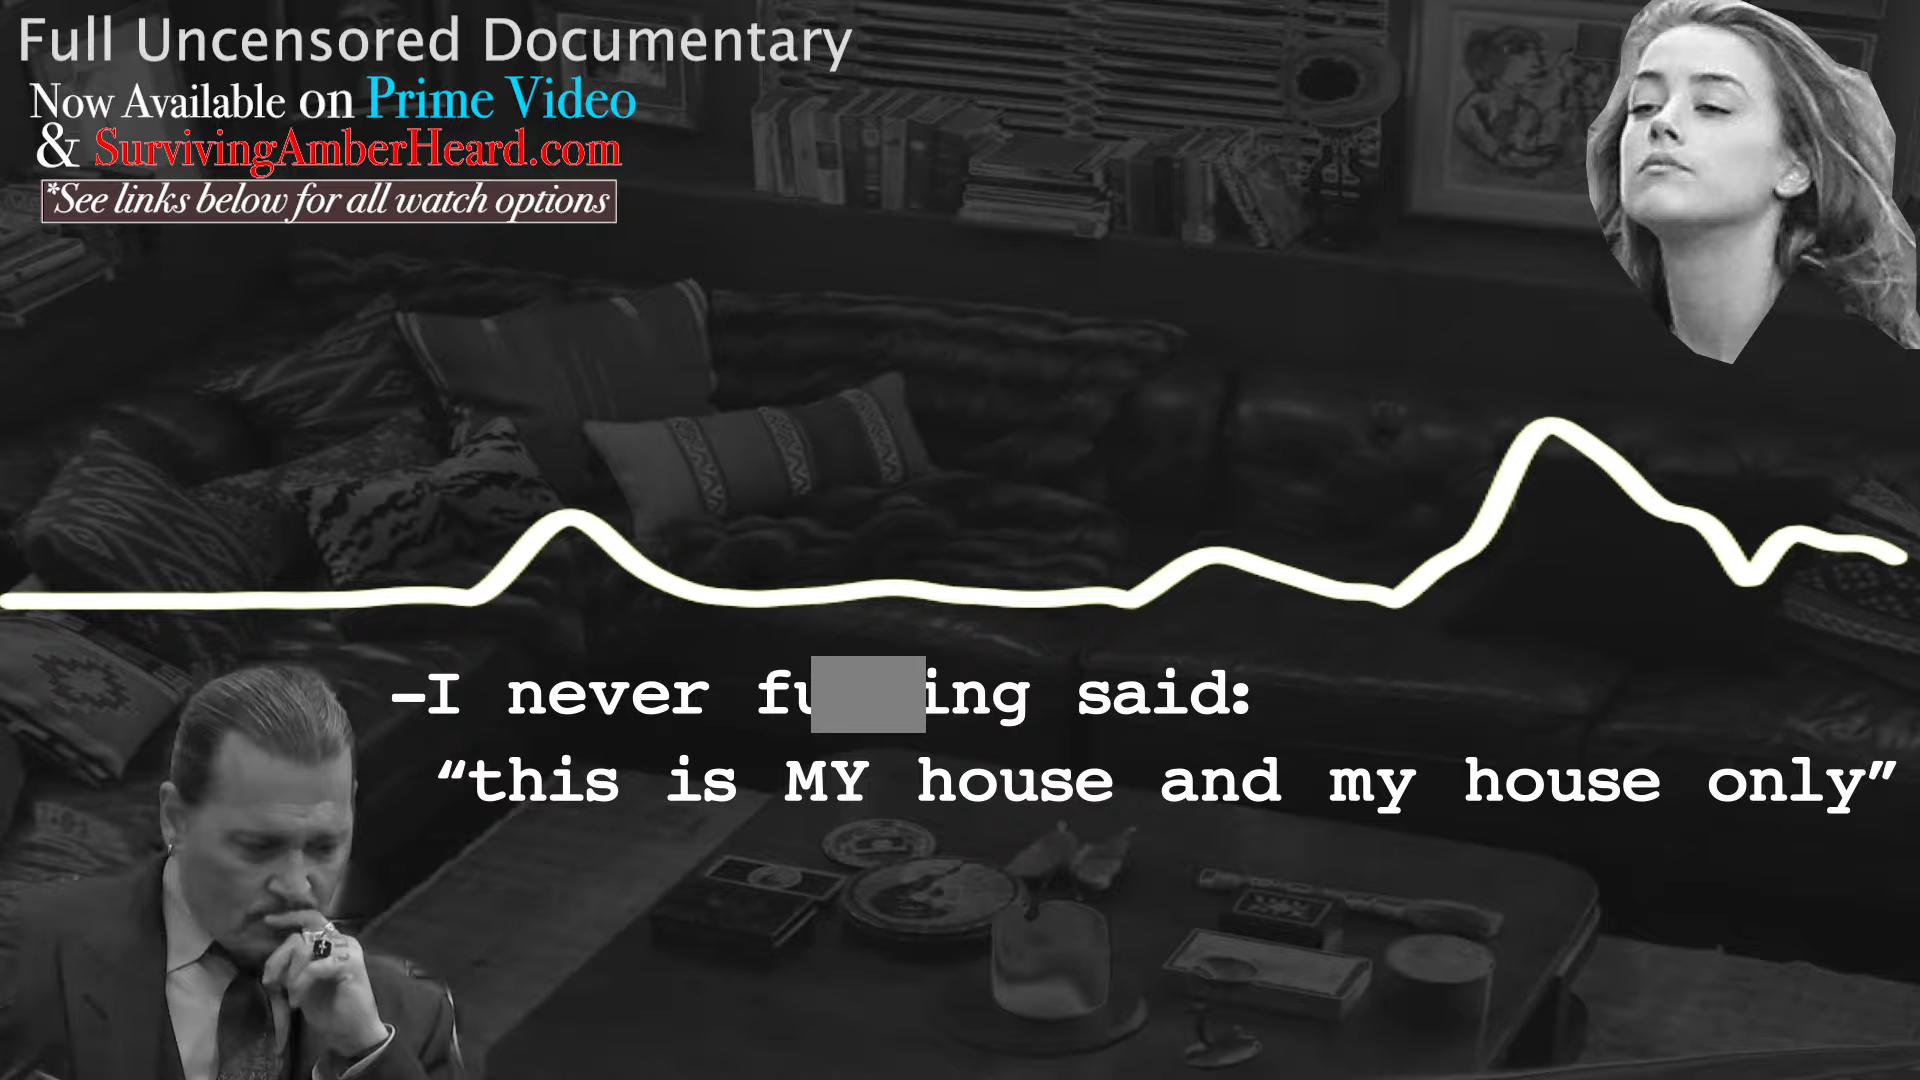 Full Uncensored Documentary
Now Available on Prime Video
& SurvivingAmberHeard.com
*See links below for all watch options
–I never fu ing said:
“this is MY house and my house only”